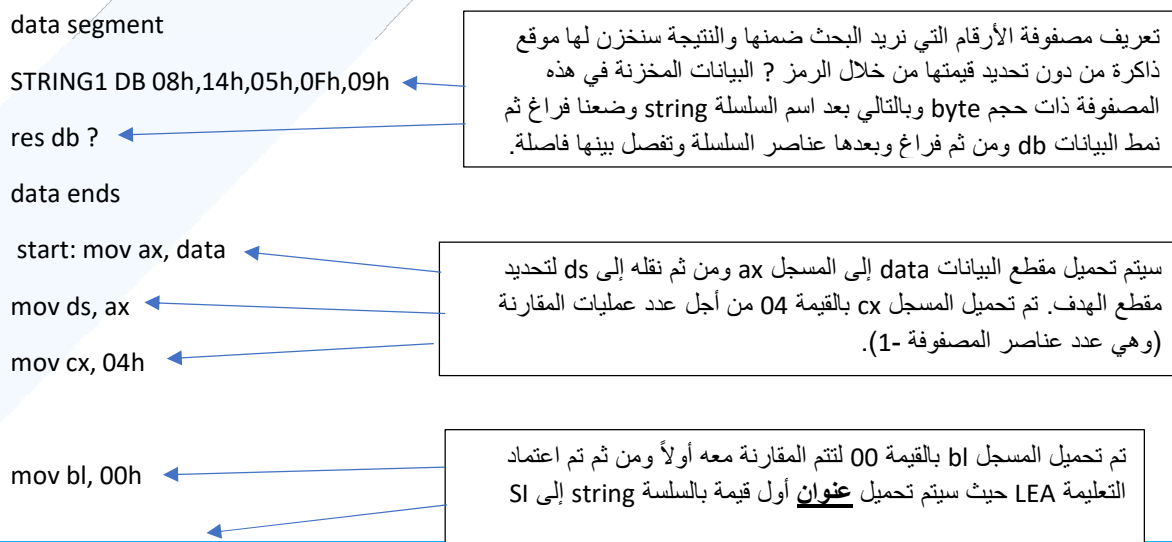 data segment
STRING1 DB 08h,14h,05h,0Fh,09h
res db ?
data ends
تعريف مصفوفة الأرقام التي نريد البحث ضمنها والنتيجة سنخزن لها موقع
ذاكرة من دون تحديد قيمتها من خلال الرمز ? البيانات المخزنة في هذه
المصفوفة ذات حجم byte وبالتالي بعد اسم السلسلة string وضعنا فراغ ثم
نمط البيانات db ومن ثم فراغ وبعدها عناصر السلسلة وتفصل بينها فاصلة.
start: mov ax, data
mov ds, ax
mov cx, 04h
سيتم تحميل مقطع البيانات data إلى المسجل ax ومن ثم نقله إلى ds لتحديد
مقطع الهدف. تم تحميل المسجل cx بالقيمة 04 من أجل عدد عمليات المقارنة
(وهي عدد عناصر المصفوفة -1).
mov bl, 00h
تم تحميل المسجل bl بالقيمة 00 لتتم المقارنة معه أولاً ومن ثم تم اعتماد
التعليمة LEA حيث سيتم تحميل عنوان أول قيمة بالسلسة string إلى SI